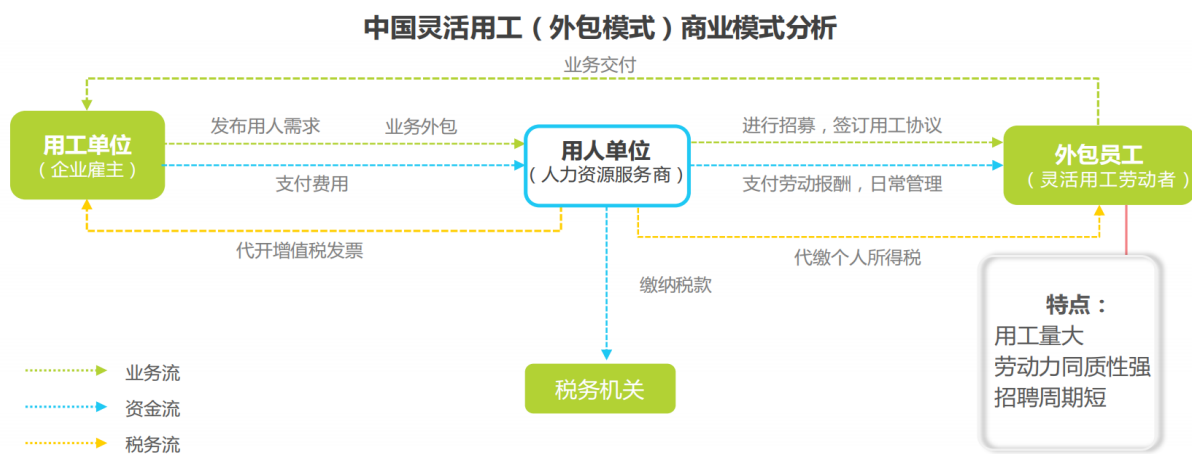 中国灵活用工（外包模式）商业模式分析
业务交付
用工单位
（企业雇主）
发布用人需求
业务外包
支付费用
代开增值税发票
用人单位
（人力资源服务商）
进行招募，签订用工协议
支付劳动报酬，日常管理
代缴个人所得税
外包员工
（灵活用工劳动者）
缴纳税款
税务机关
特点：
用工量大
劳动力同质性强
招聘周期短
业务流
资金流
税务流